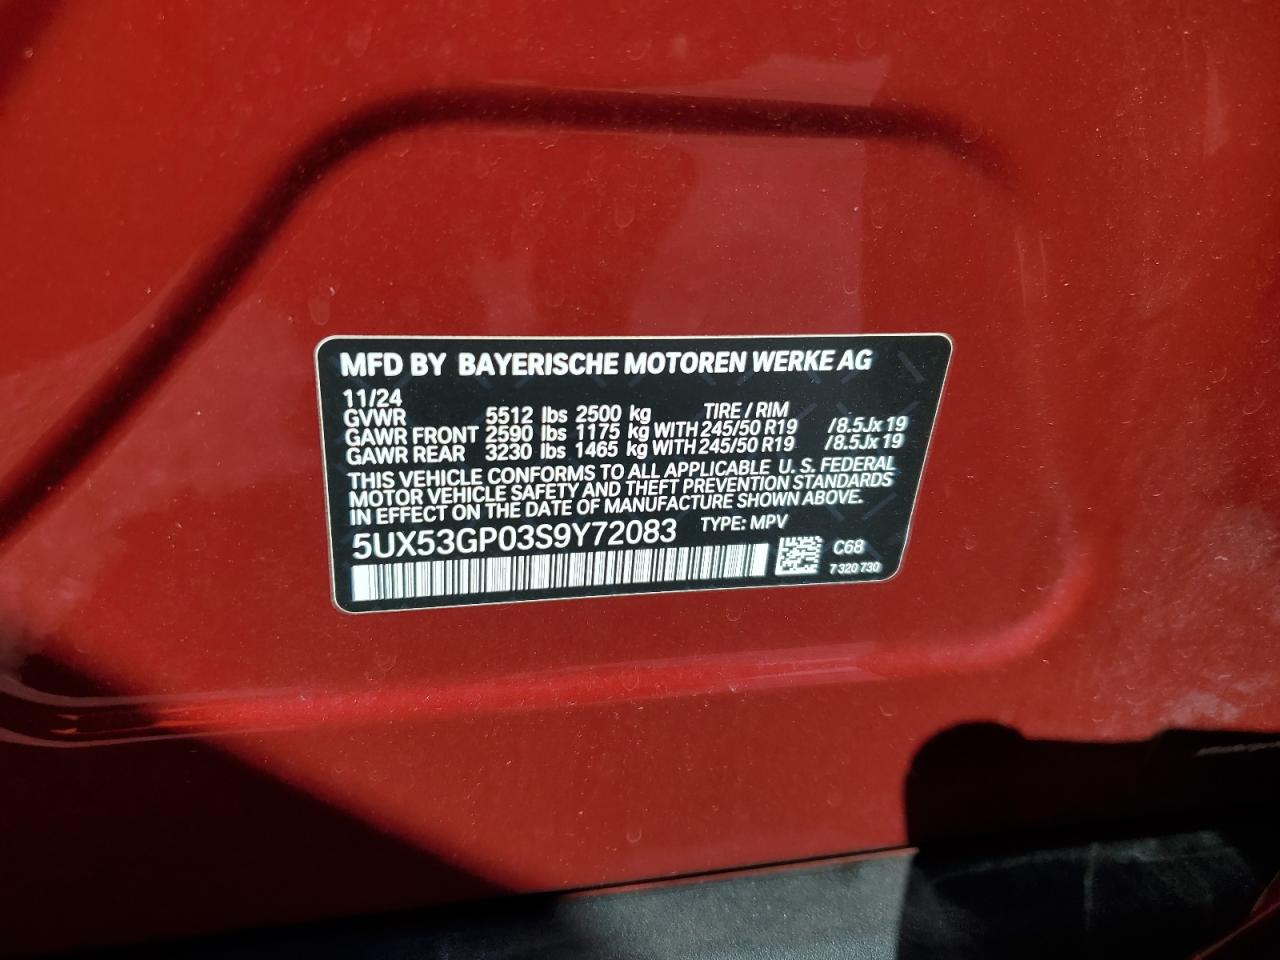 MFD BY BAYERISCHE MOTOREN WERKE AG
11/24
GVWR 5512 lbs 2500 kg TIRE / RIM
GAWR FRONT 2590 lbs 1175 kg WITH 245/50 R19 /8.5Jx 19
GAWR REAR 3230 lbs 1465 kg WITH 245/50 R19 /8.5Jx 19
THIS VEHICLE CONFORMS TO ALL APPLICABLE U. S. FEDERAL
MOTOR VEHICLE SAFETY AND THEFT PREVENTION STANDARDS
IN EFFECT ON THE DATE OF MANUFACTURE SHOWN ABOVE.
5UX53GP03S9Y72083 TYPE: MPV
C68
7 320 730